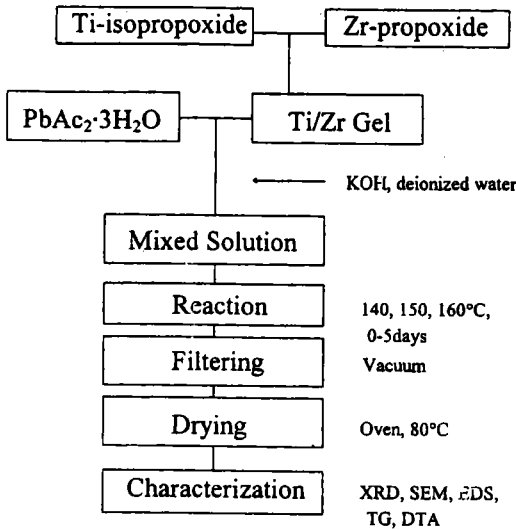 Ti-isopropoxide
Zr-propoxide
PbAc₂·3H₂O
Ti/Zr Gel
KOH, deionized water
Mixed Solution
Reaction
140, 150, 160°C,
0-5days
Filtering
Vacuum
Drying
Oven, 80°C
Characterization
XRD, SEM, EDS,
TG, DTA